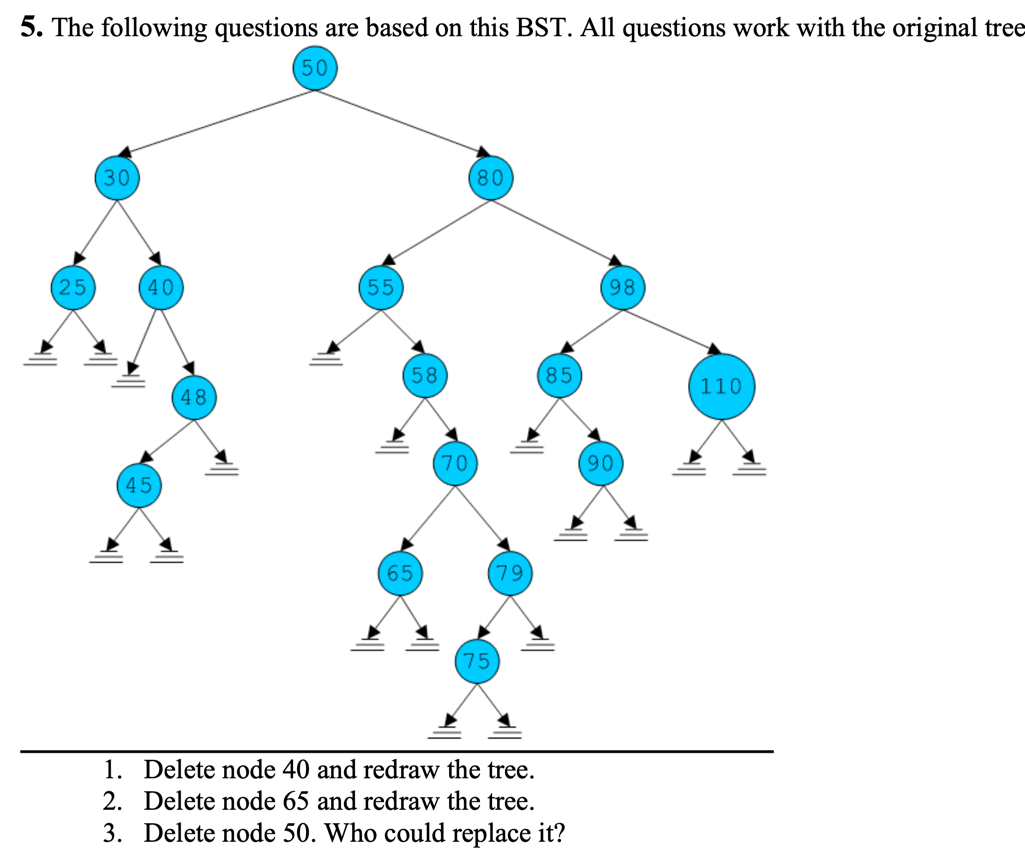 5. The following questions are based on this BST. All questions work with the original tree
50
30 80
25 40 55 98
58 85 110
48
70 90
45
65 79
75
1. Delete node 40 and redraw the tree.
2. Delete node 65 and redraw the tree.
3. Delete node 50. Who could replace it?